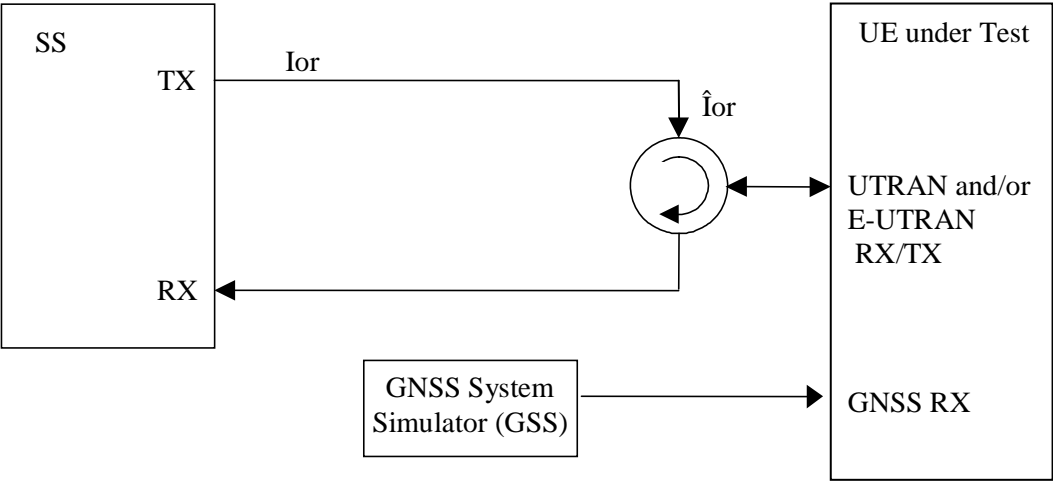 SS
TX
Ior
Îor
UE under Test
UTRAN and/or
E-UTRAN
RX/TX
RX
GNSS System
Simulator (GSS)
GNSS RX